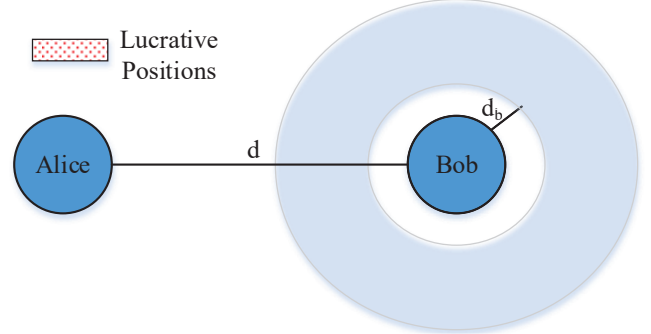 Lucrative
Positions
d_b
d
Alice
Bob